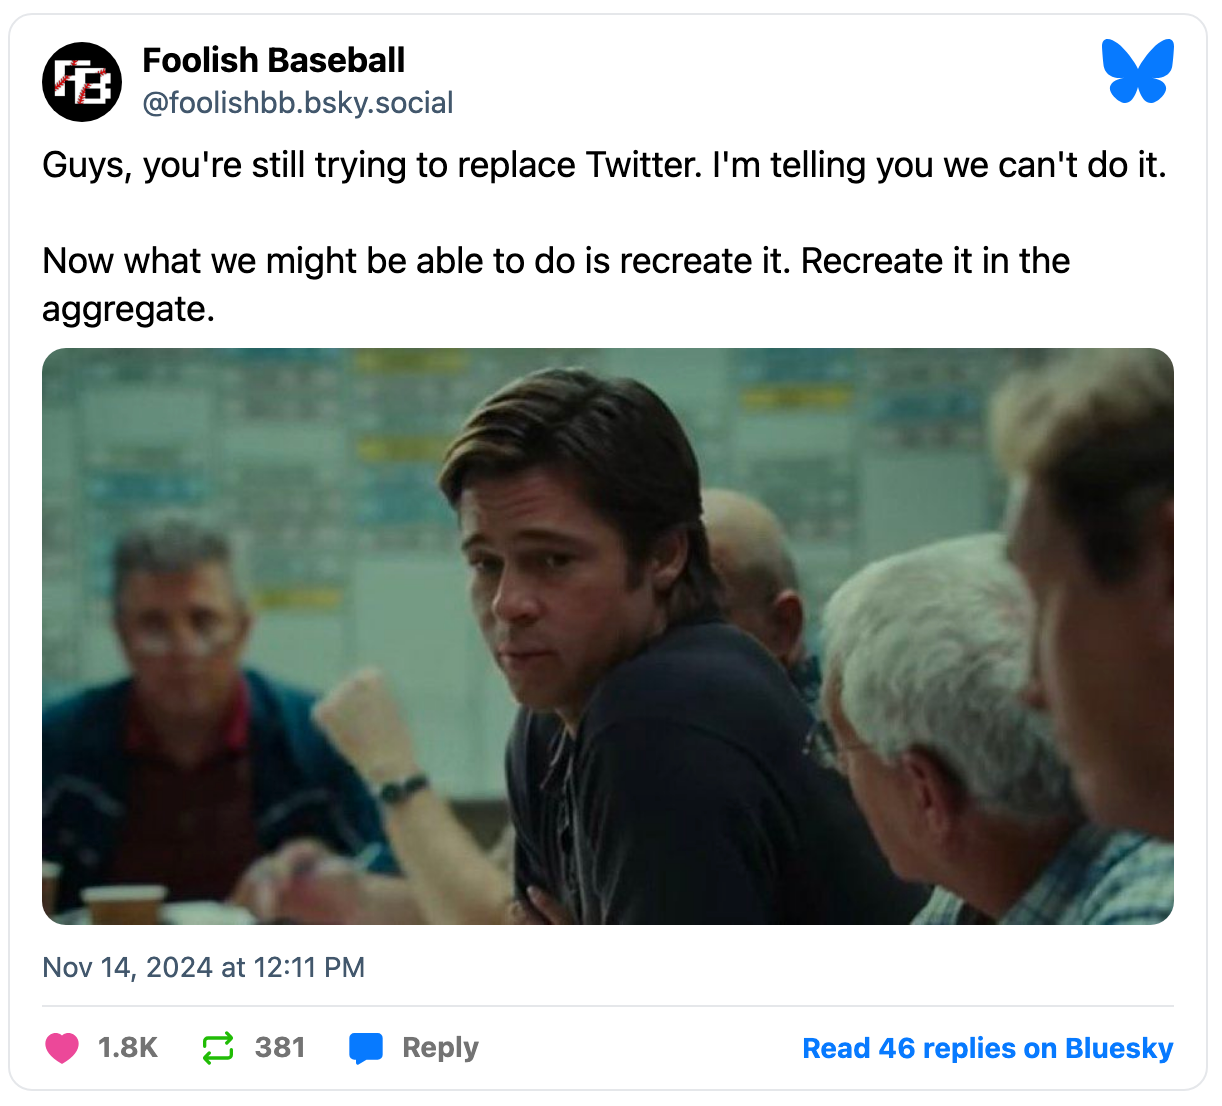 Foolish Baseball
@foolishbb.bsky.social
Guys, you're still trying to replace Twitter. I'm telling you we can't do it.
Now what we might be able to do is recreate it. Recreate it in the
aggregate.
Nov 14, 2024 at 12:11 PM
1.8K 381 Reply Read 46 replies on Bluesky